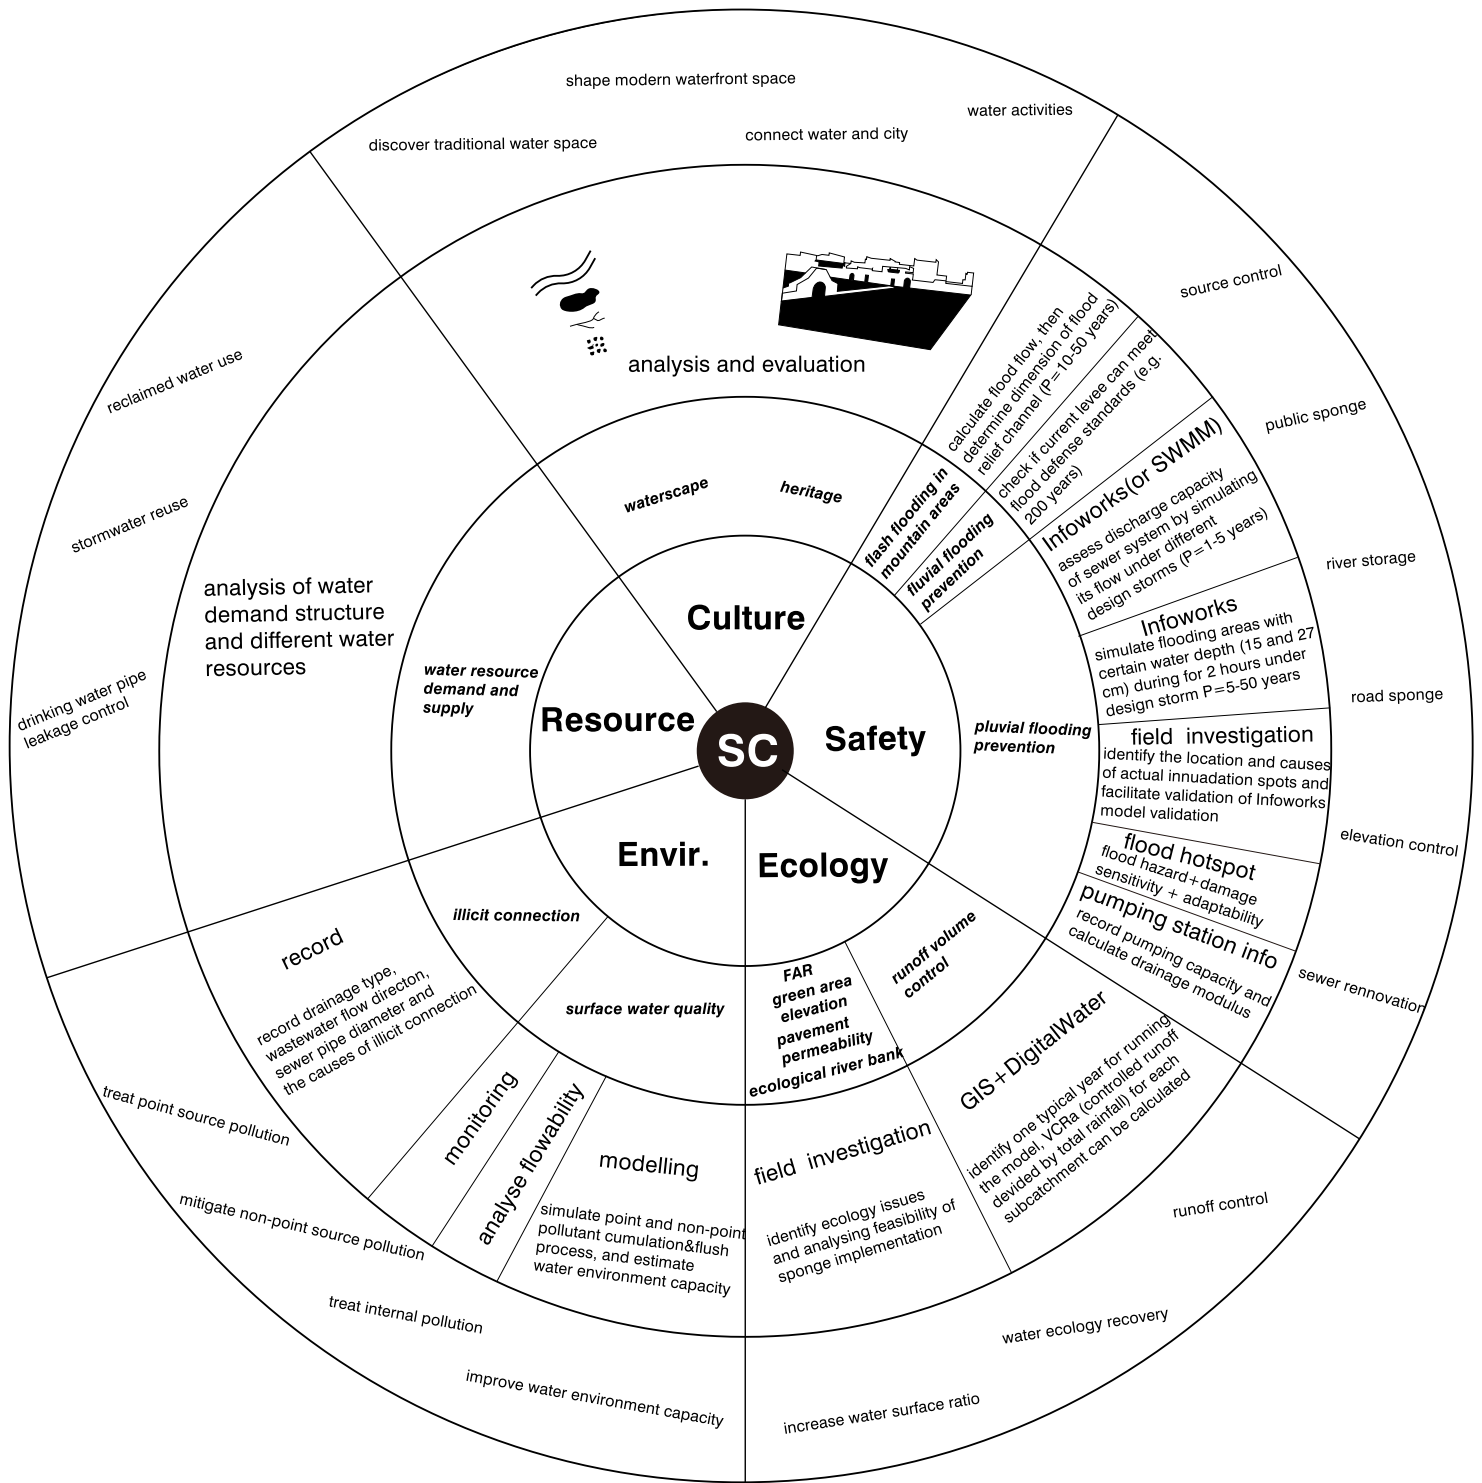 shape modern waterfront space
water activities
discover traditional water space
connect water and city
analysis and evaluation
waterscape
heritage
Culture
SC
source control
public sponge
river storage
road sponge
elevation control
sewer rennovation
calculate flood flow, then
determine dimension of flood
relief channel (P=10-50 years)
check if current levee can meet
flood defense standards (e.g.
200 years)
Infoworks(or SWMM)
assess discharge capacity
of sewer system by simulating
its flow under different
design storms (P=1-5 years)
Infoworks
simulate flooding areas with
certain water depth (15 and 27
cm) during for 2 hours under
design storm P=5-50 years
field investigation
identify the location and causes
of actual innuadation spots and
facilitate validation of Infoworks
model validation
flood hotspot
flood hazard+damage
sensitivity + adaptability
pumping station info
record pumping capacity and
calculate drainage modulus
flash flooding in
mountain areas
fluvial flooding
prevention
pluvial flooding
prevention
Safety
Ecology
runoff volume
control
FAR
green area
elevation
pavement
permeability
ecological river bank
GIS+DigitalWater
identify one typical year for running
the model, VCRa (controlled runoff
devided by total rainfall) for each
subcatchment can be calculated
field investigation
identify ecology issues
and analysing feasibility of
sponge implementation
runoff control
water ecology recovery
increase water surface ratio
Envir.
illicit connection
surface water quality
record
record drainage type,
wastewater flow directon,
sewer pipe diameter and
the causes of illicit connection
monitoring
analyse flowability
modelling
simulate point and non-point
pollutant cumulation&flush
process, and estimate
water environment capacity
treat point source pollution
mitigate non-point source pollution
treat internal pollution
improve water environment capacity
Resource
water resource
demand and
supply
analysis of water
demand structure
and different water
resources
reclaimed water use
stormwater reuse
drinking water pipe
leakage control